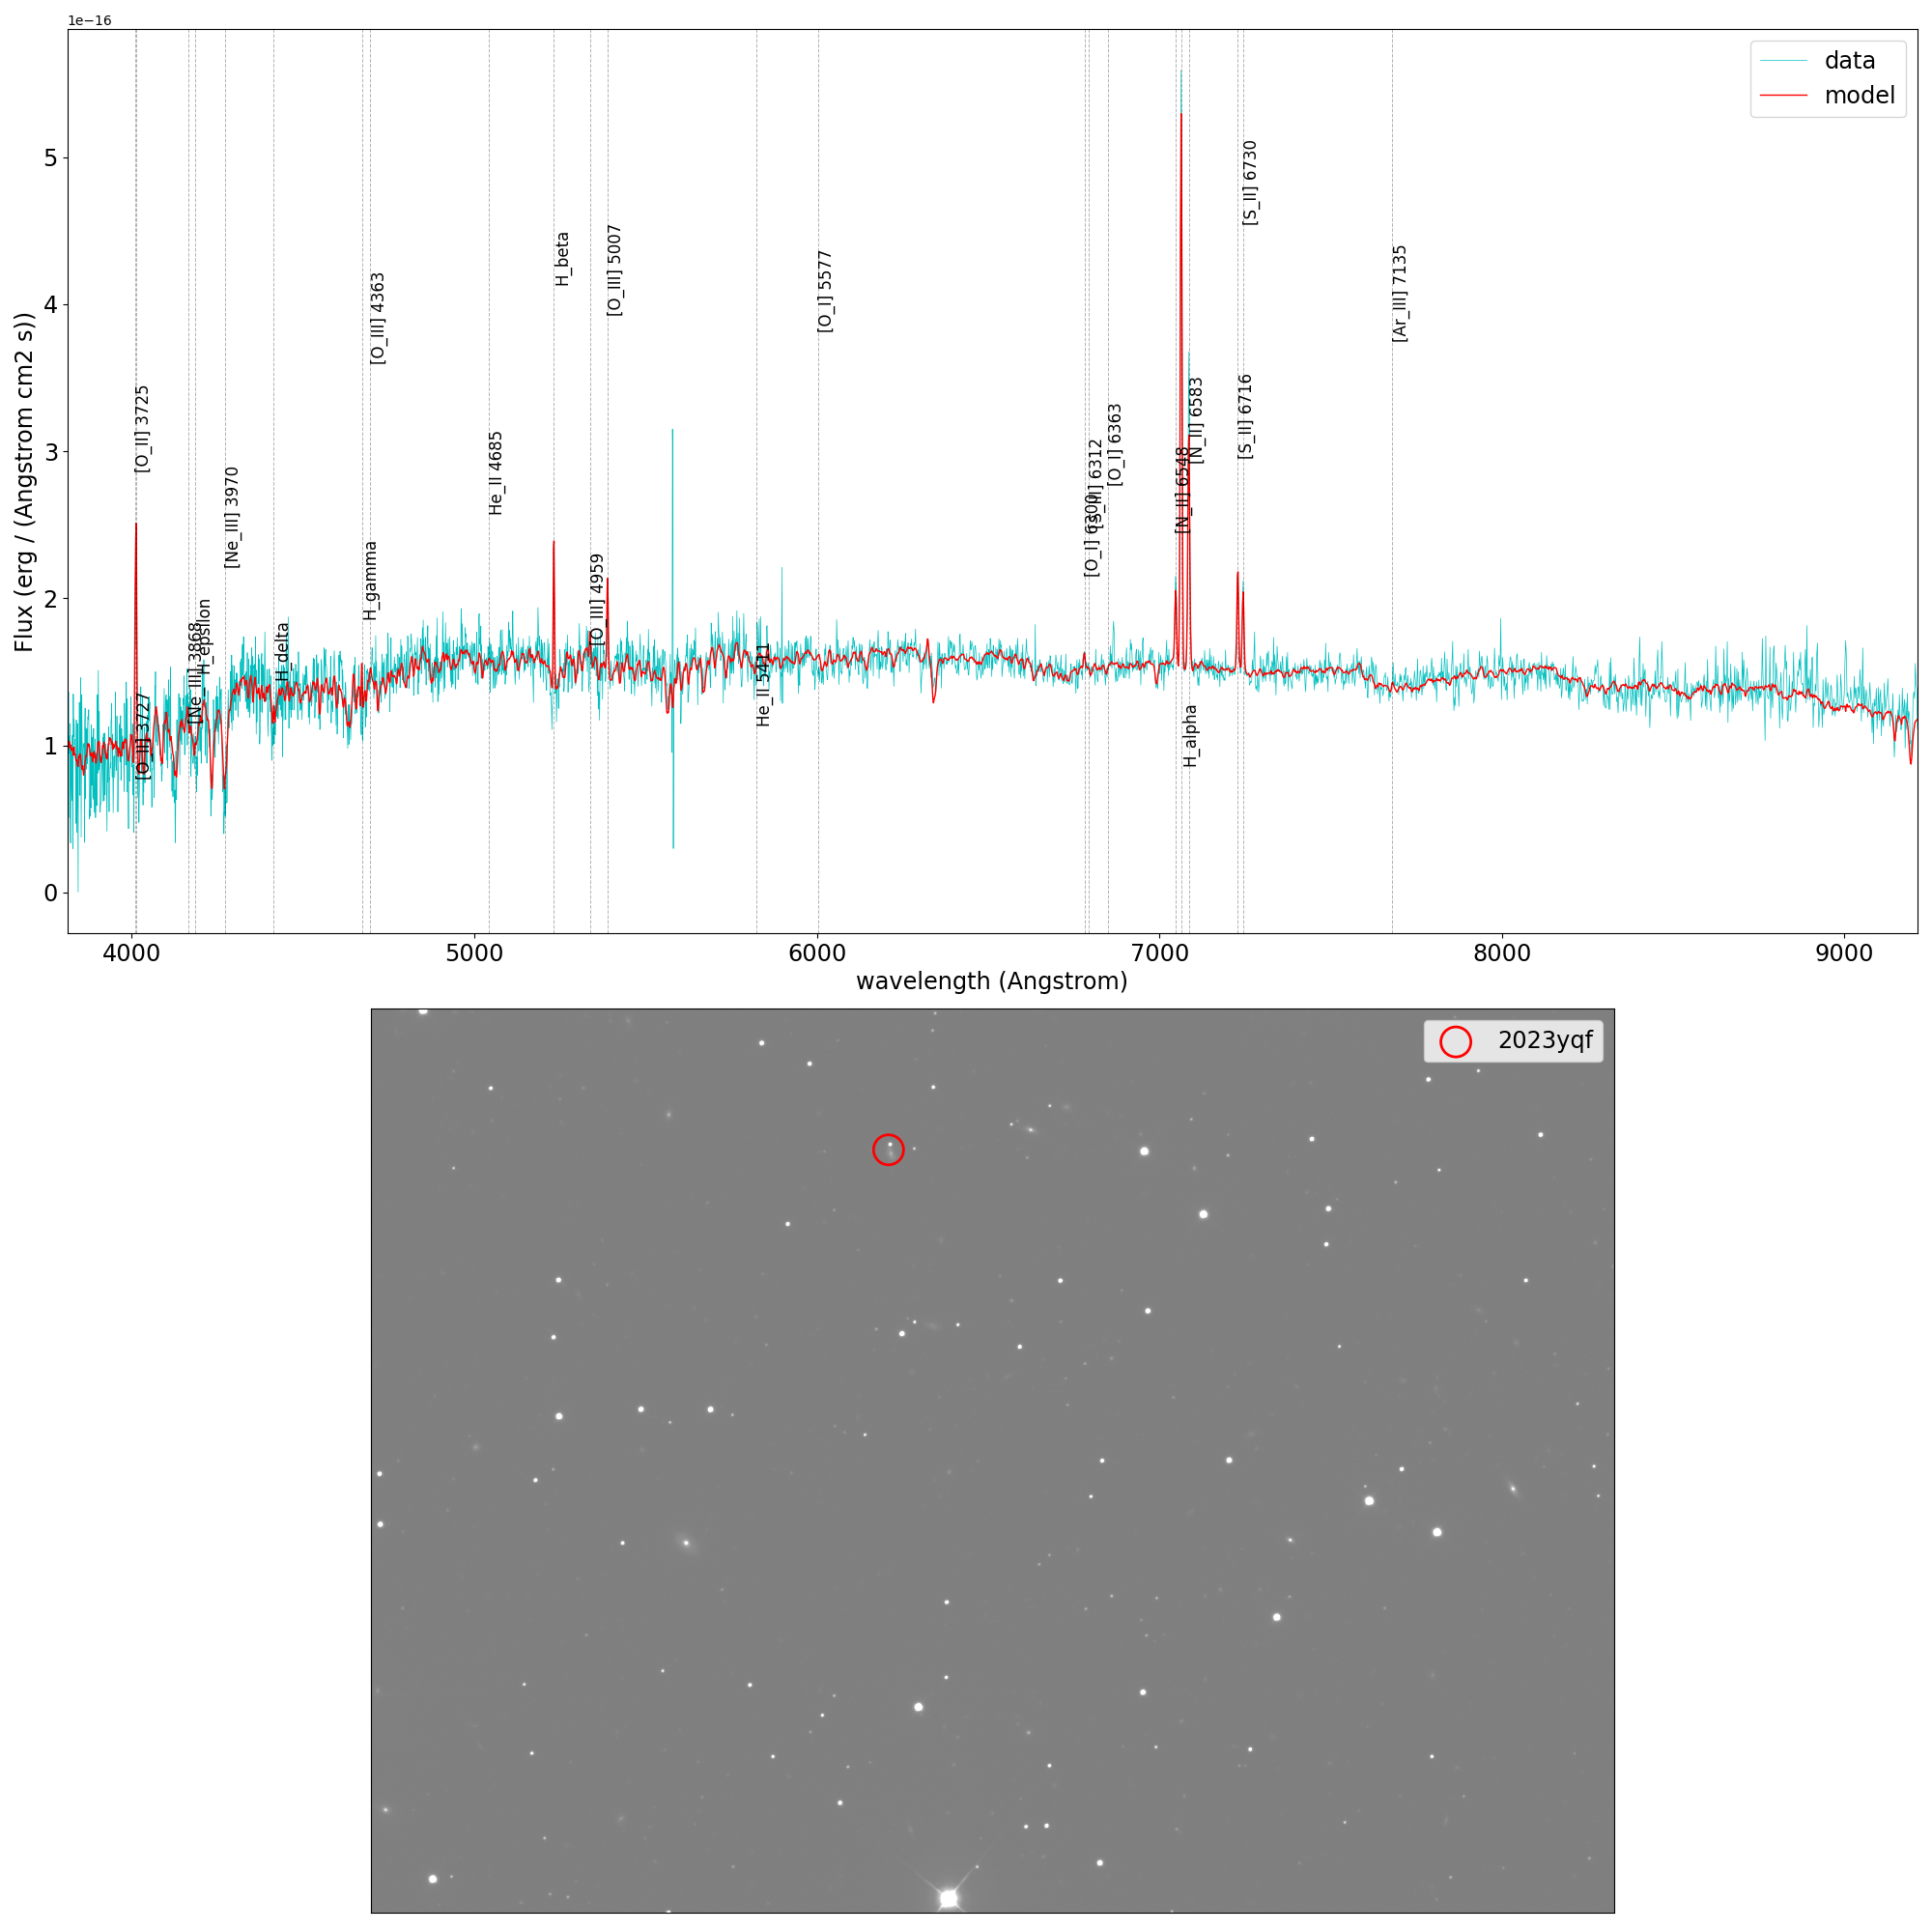 1e−16
data
model
Flux (erg / (Angstrom cm2 s))
5
4
3
2
1
0
[O_II] 3725
[O_II] 3727
[Ne_III] 3868
H_epsilon
[Ne_III] 3970
H_delta
H_gamma
[O_III] 4363
He_II 4685
H_beta
[O_III] 4959
[O_III] 5007
He_II 5411
[O_I] 5577
[O_I] 6300
[S_III] 6312
[O_I] 6363
[N_II] 6548
H_alpha
[N_II] 6583
[S_II] 6716
[S_II] 6730
[Ar_III] 7135
4000 5000 6000 7000 8000 9000
wavelength (Angstrom)
2023yqf